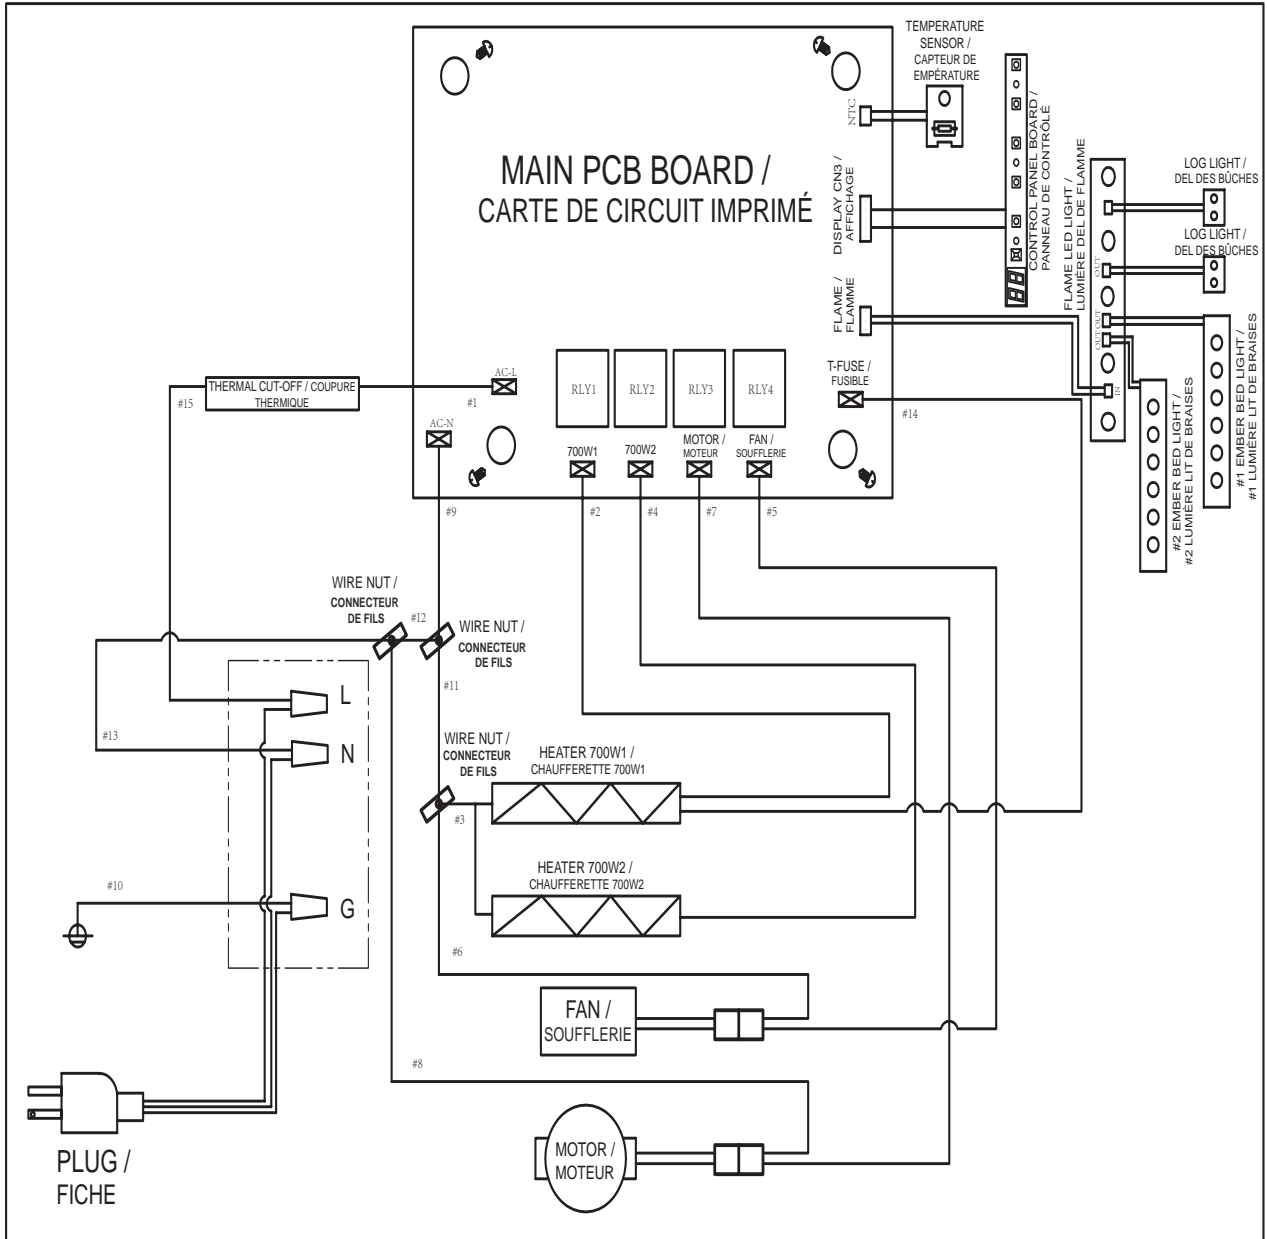 MAIN PCB BOARD /
CARTE DE CIRCUIT IMPRIMÉ
TEMPERATURE
SENSOR /
CAPTEUR DE
EMPÉRATURE
NTC
DISPLAY CN3 /
AFFICHAGE
FLAME /
FLAMME
CONTROL PANEL BOARD /
PANNEAU DE CONTRÔLÉ
88
FLAME LED LIGHT /
LUMIÈRE DEL DE FLAMME
OUT
OUT
OUT
IN
LOG LIGHT /
DEL DES BÛCHES
LOG LIGHT /
DEL DES BÛCHES
#1 EMBER BED LIGHT /
#1 LUMIÈRE LIT DE BRAISES
#2 EMBER BED LIGHT /
#2 LUMIÈRE LIT DE BRAISES
T-FUSE /
FUSIBLE
#14
RLY1
RLY2
RLY3
RLY4
700W1
700W2
MOTOR /
MOTEUR
FAN /
SOUFFLERIE
AC-L
AC-N
THERMAL CUT-OFF / COUPURE
THERMIQUE
#15
#1
#9
#2
#4
#7
#5
WIRE NUT /
CONNECTEUR
DE FILS
#12
WIRE NUT /
CONNECTEUR
DE FILS
#11
L
#13
N
WIRE NUT /
CONNECTEUR
DE FILS
HEATER 700W1 /
CHAUFFERETTE 700W1
#3
HEATER 700W2 /
CHAUFFERETTE 700W2
#10
G
#6
FAN /
SOUFFLERIE
#8
MOTOR /
MOTEUR
PLUG /
FICHE